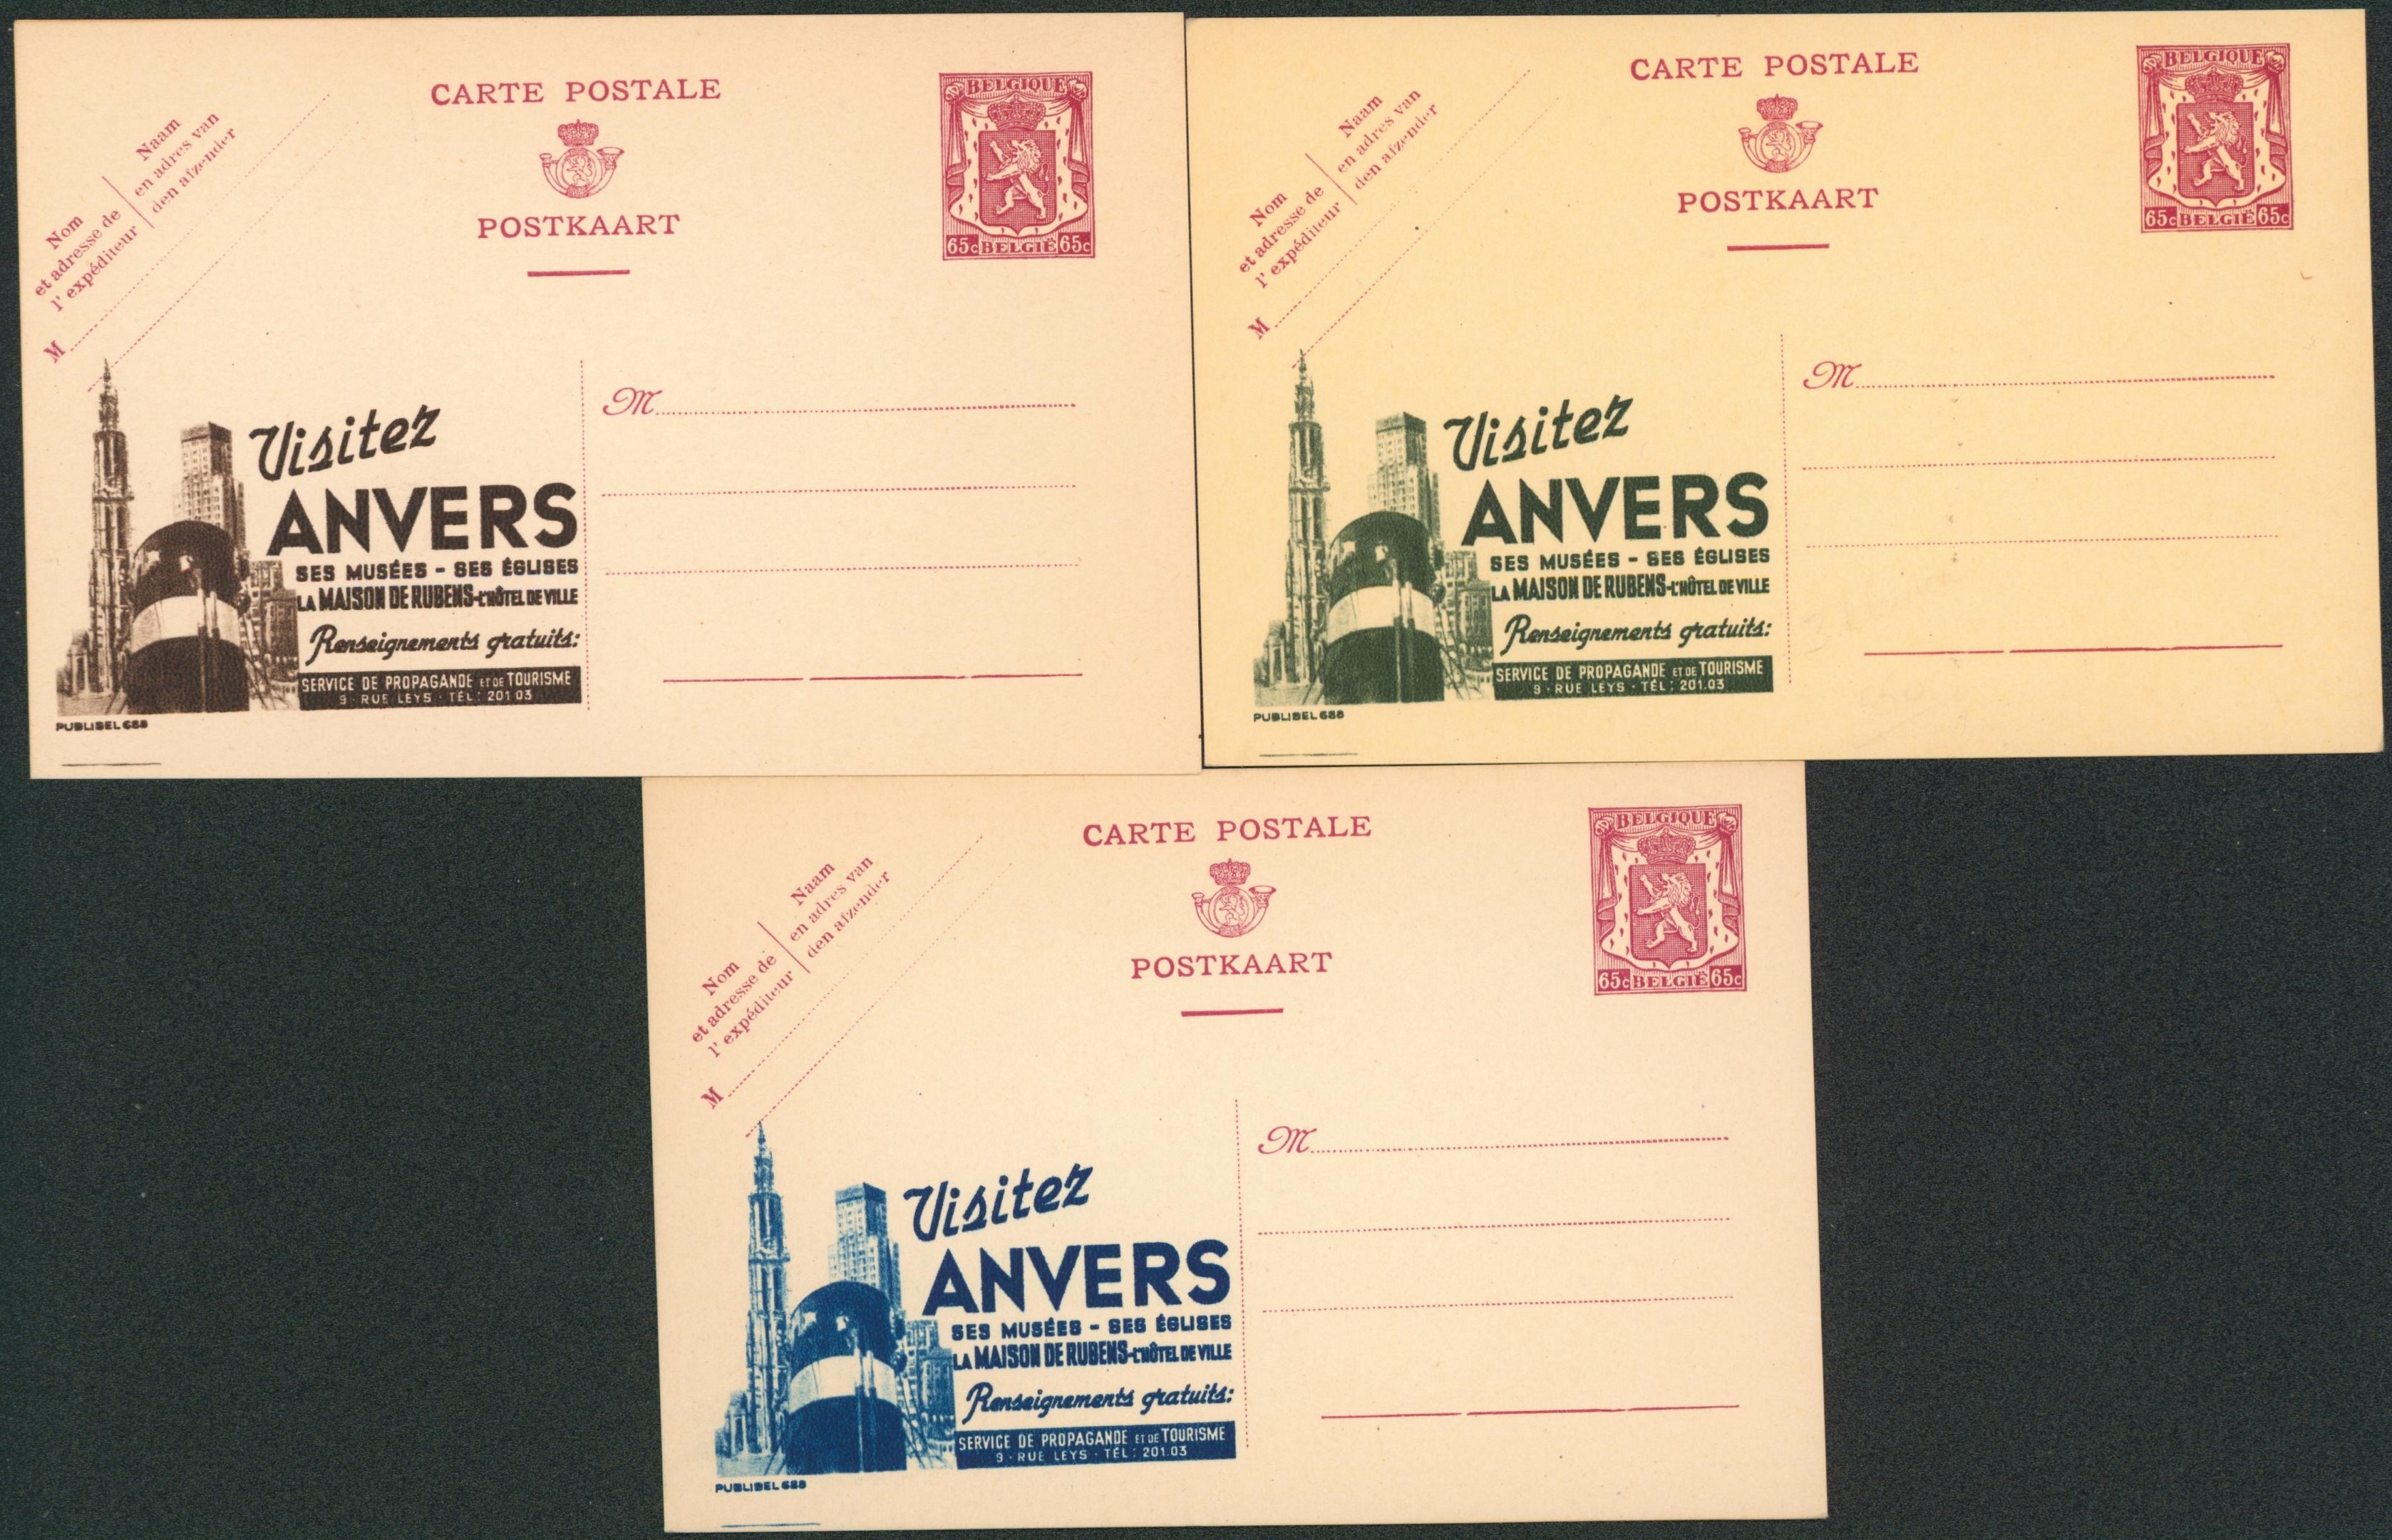 CARTE POSTALE
POSTKAART
Nom
et adresse de
l' expéditeur
Naam
en adres van
den afzender
M
BELGIQUE
65c BELGIË 65c
M
Visitez
ANVERS
SES MUSÉES - SES ÉGLISES
LA MAISON DE RUBENS-L'HÔTEL DE VILLE
Renseignements gratuits:
SERVICE DE PROPAGANDE ET DE TOURISME
9 · RUE LEYS · TÉL: 201.03
PUBLIBEL 688
CARTE POSTALE
POSTKAART
Nom
et adresse de
l' expéditeur
Naam
en adres van
den afzender
M
BELGIQUE
65c BELGIË 65c
M
Visitez
ANVERS
SES MUSÉES - SES ÉGLISES
LA MAISON DE RUBENS-L'HÔTEL DE VILLE
Renseignements gratuits:
SERVICE DE PROPAGANDE ET DE TOURISME
9 · RUE LEYS · TÉL: 201.03
PUBLIBEL 688
CARTE POSTALE
POSTKAART
Nom
et adresse de
l' expéditeur
Naam
en adres van
den afzender
M
BELGIQUE
65c BELGIË 65c
M
Visitez
ANVERS
SES MUSÉES - SES ÉGLISES
LA MAISON DE RUBENS-L'HÔTEL DE VILLE
Renseignements gratuits:
SERVICE DE PROPAGANDE ET DE TOURISME
9 · RUE LEYS · TÉL: 201.03
PUBLIBEL 688